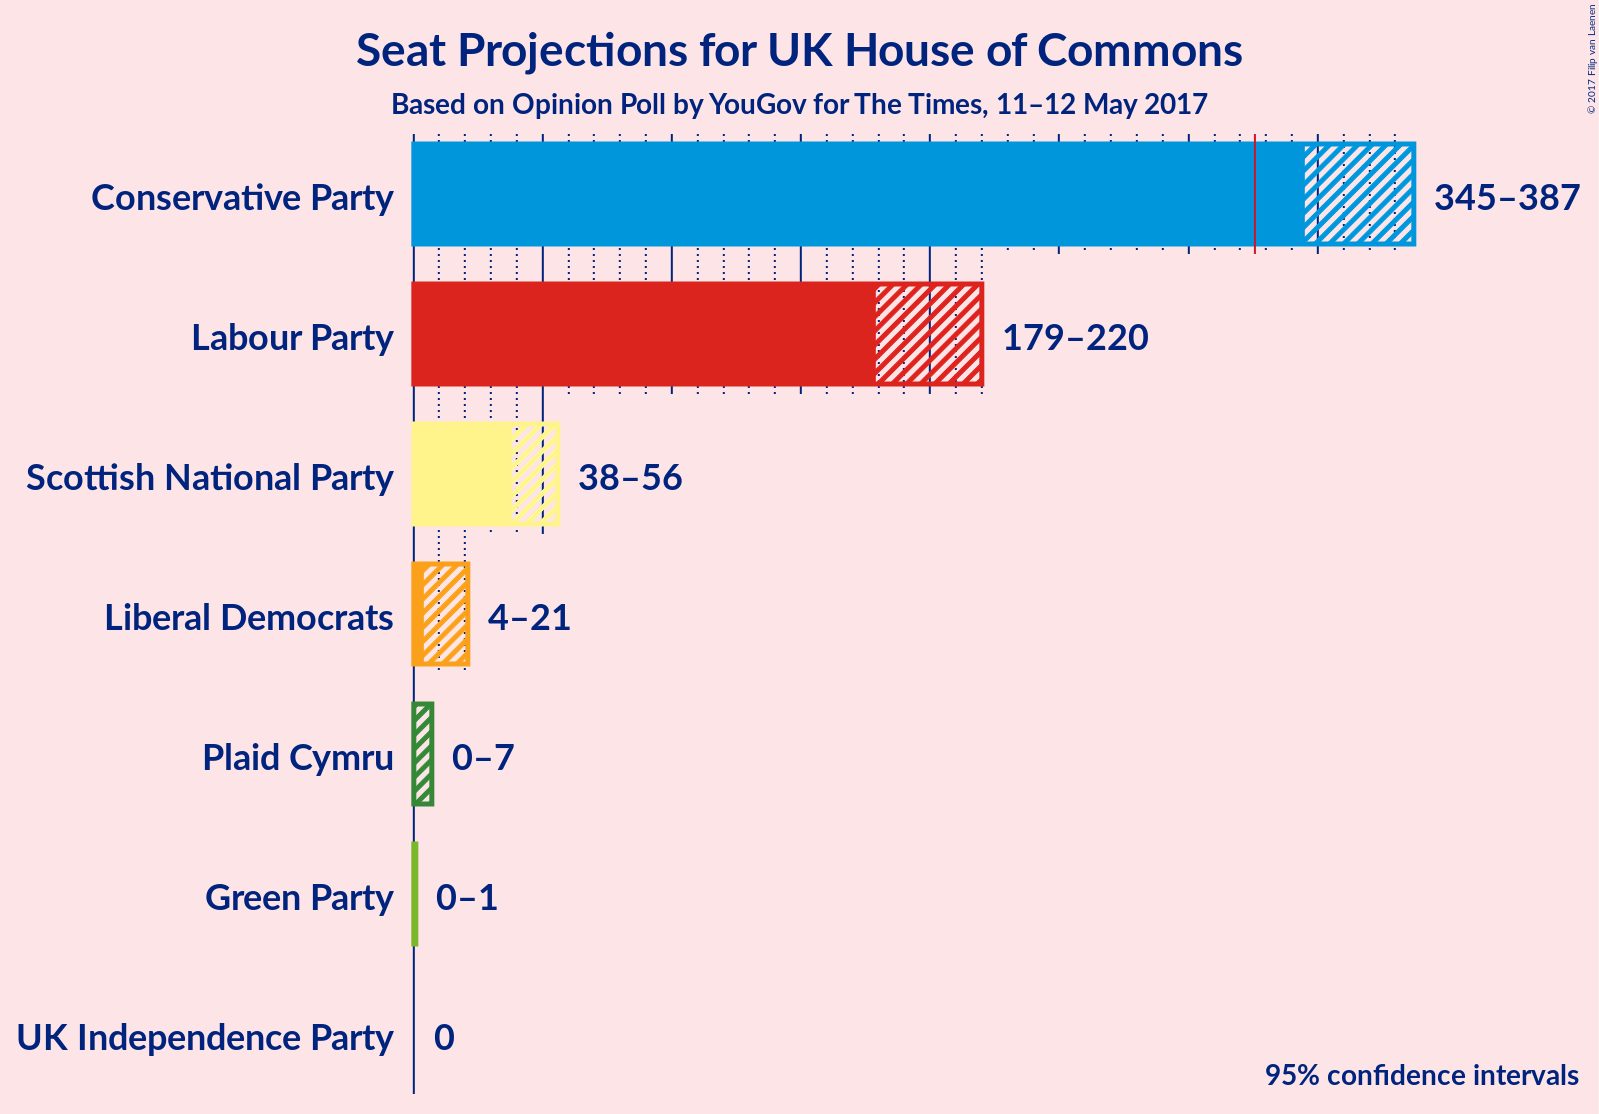 Seat Projections for UK House of Commons
Based on Opinion Poll by YouGov for The Times, 11–12 May 2017
© 2017 Filip van Laenen
Conservative Party 345–387
Labour Party 179–220
Scottish National Party 38–56
Liberal Democrats 4–21
Plaid Cymru 0–7
Green Party 0–1
UK Independence Party 0
95% confidence intervals